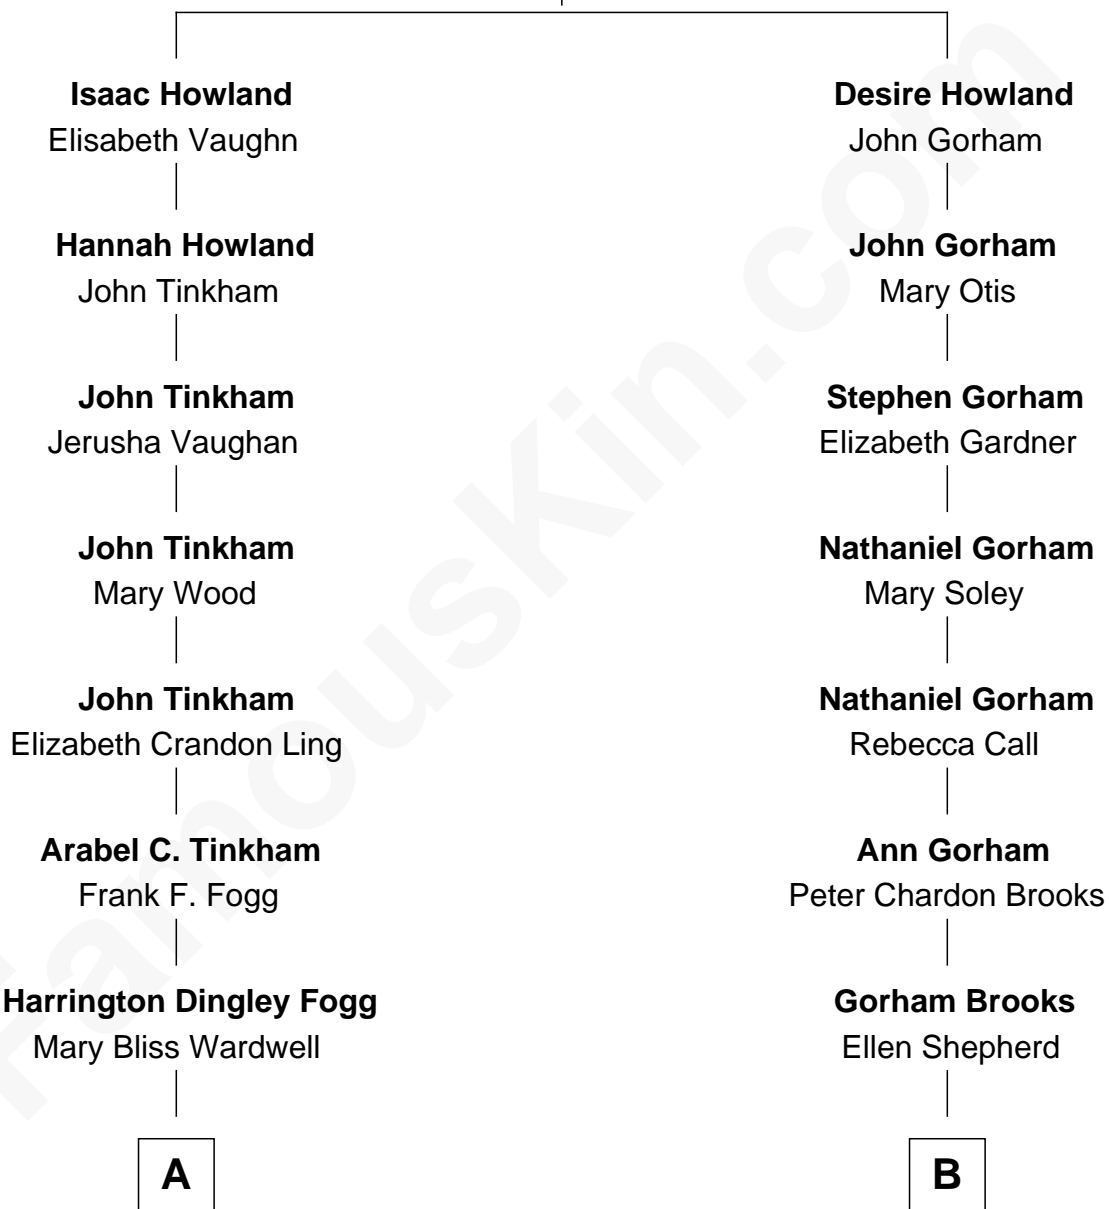 Isaac Howland
Elisabeth Vaughn
Hannah Howland
John Tinkham
John Tinkham
Jerusha Vaughan
John Tinkham
Mary Wood
John Tinkham
Elizabeth Crandon Ling
Arabel C. Tinkham
Frank F. Fogg
Harrington Dingley Fogg
Mary Bliss Wardwell
A
Desire Howland
John Gorham
John Gorham
Mary Otis
Stephen Gorham
Elizabeth Gardner
Nathaniel Gorham
Mary Soley
Nathaniel Gorham
Rebecca Call
Ann Gorham
Peter Chardon Brooks
Gorham Brooks
Ellen Shepherd
B
FamousKin.com